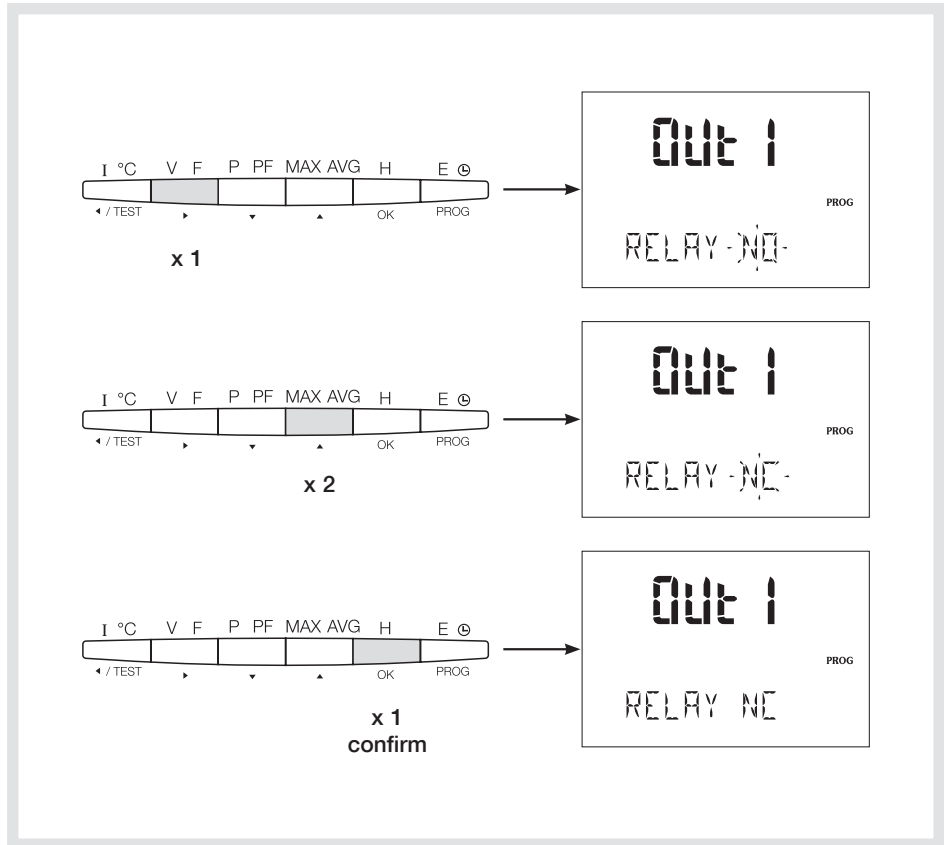 Out 1
I °C V F P PF MAX AVG H E
PROG
◂ / TEST ▸ ▾ ▴ OK PROG
RELAY NO
x 1
Out 1
I °C V F P PF MAX AVG H E
PROG
◂ / TEST ▸ ▾ ▴ OK PROG
RELAY NC
x 2
Out 1
I °C V F P PF MAX AVG H E
PROG
◂ / TEST ▸ ▾ ▴ OK PROG
RELAY NC
x 1
confirm